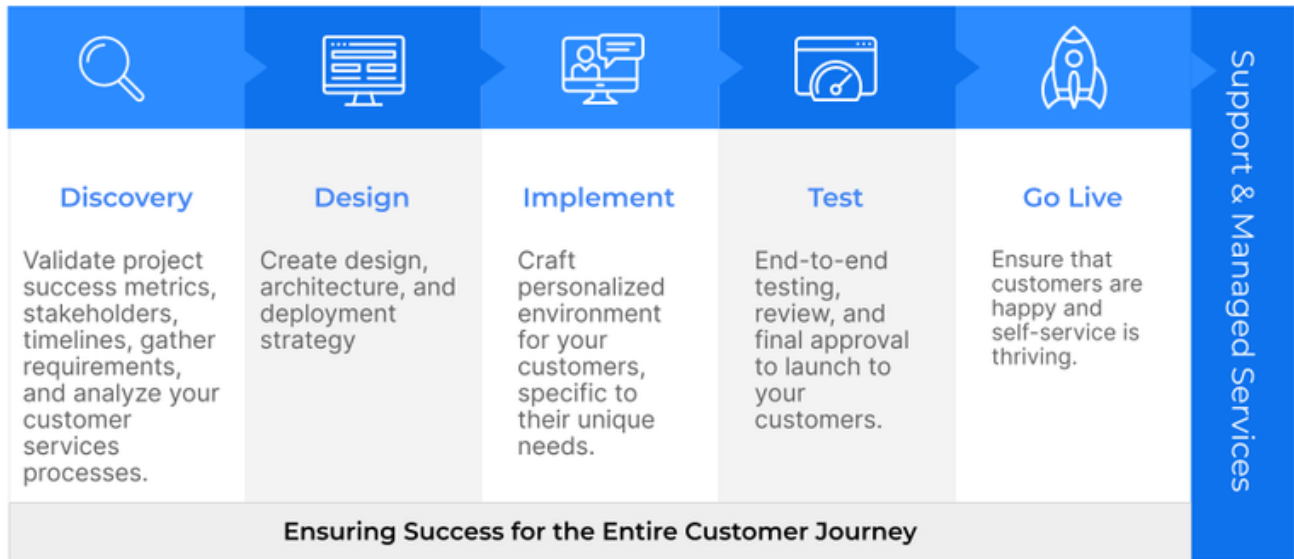 Discovery
Validate project
success metrics,
stakeholders,
timelines, gather
requirements,
and analyze your
customer
services
processes.
Design
Create design,
architecture, and
deployment
strategy
Implement
Craft
personalized
environment
for your
customers,
specific to
their unique
needs.
Test
End-to-end
testing,
review, and
final approval
to launch to
your
customers.
Go Live
Ensure that
customers are
happy and
self-service is
thriving.
Support & Managed Services
Ensuring Success for the Entire Customer Journey